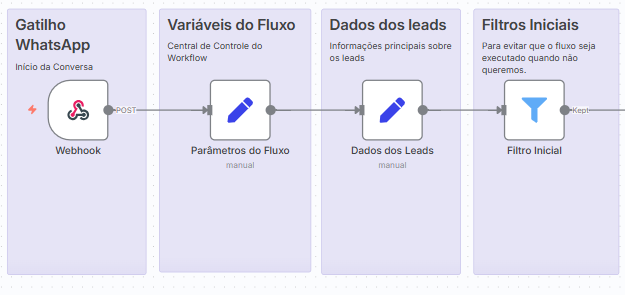 Gatilho
WhatsApp
Início da Conversa
POST
Webhook
Variáveis do Fluxo
Central de Controle do
Workflow
Parâmetros do Fluxo
manual
Dados dos leads
Informações principais sobre
os leads
Dados dos Leads
manual
Filtros Iniciais
Para evitar que o fluxo seja
executado quando não
queremos.
Kept
Filtro Inicial